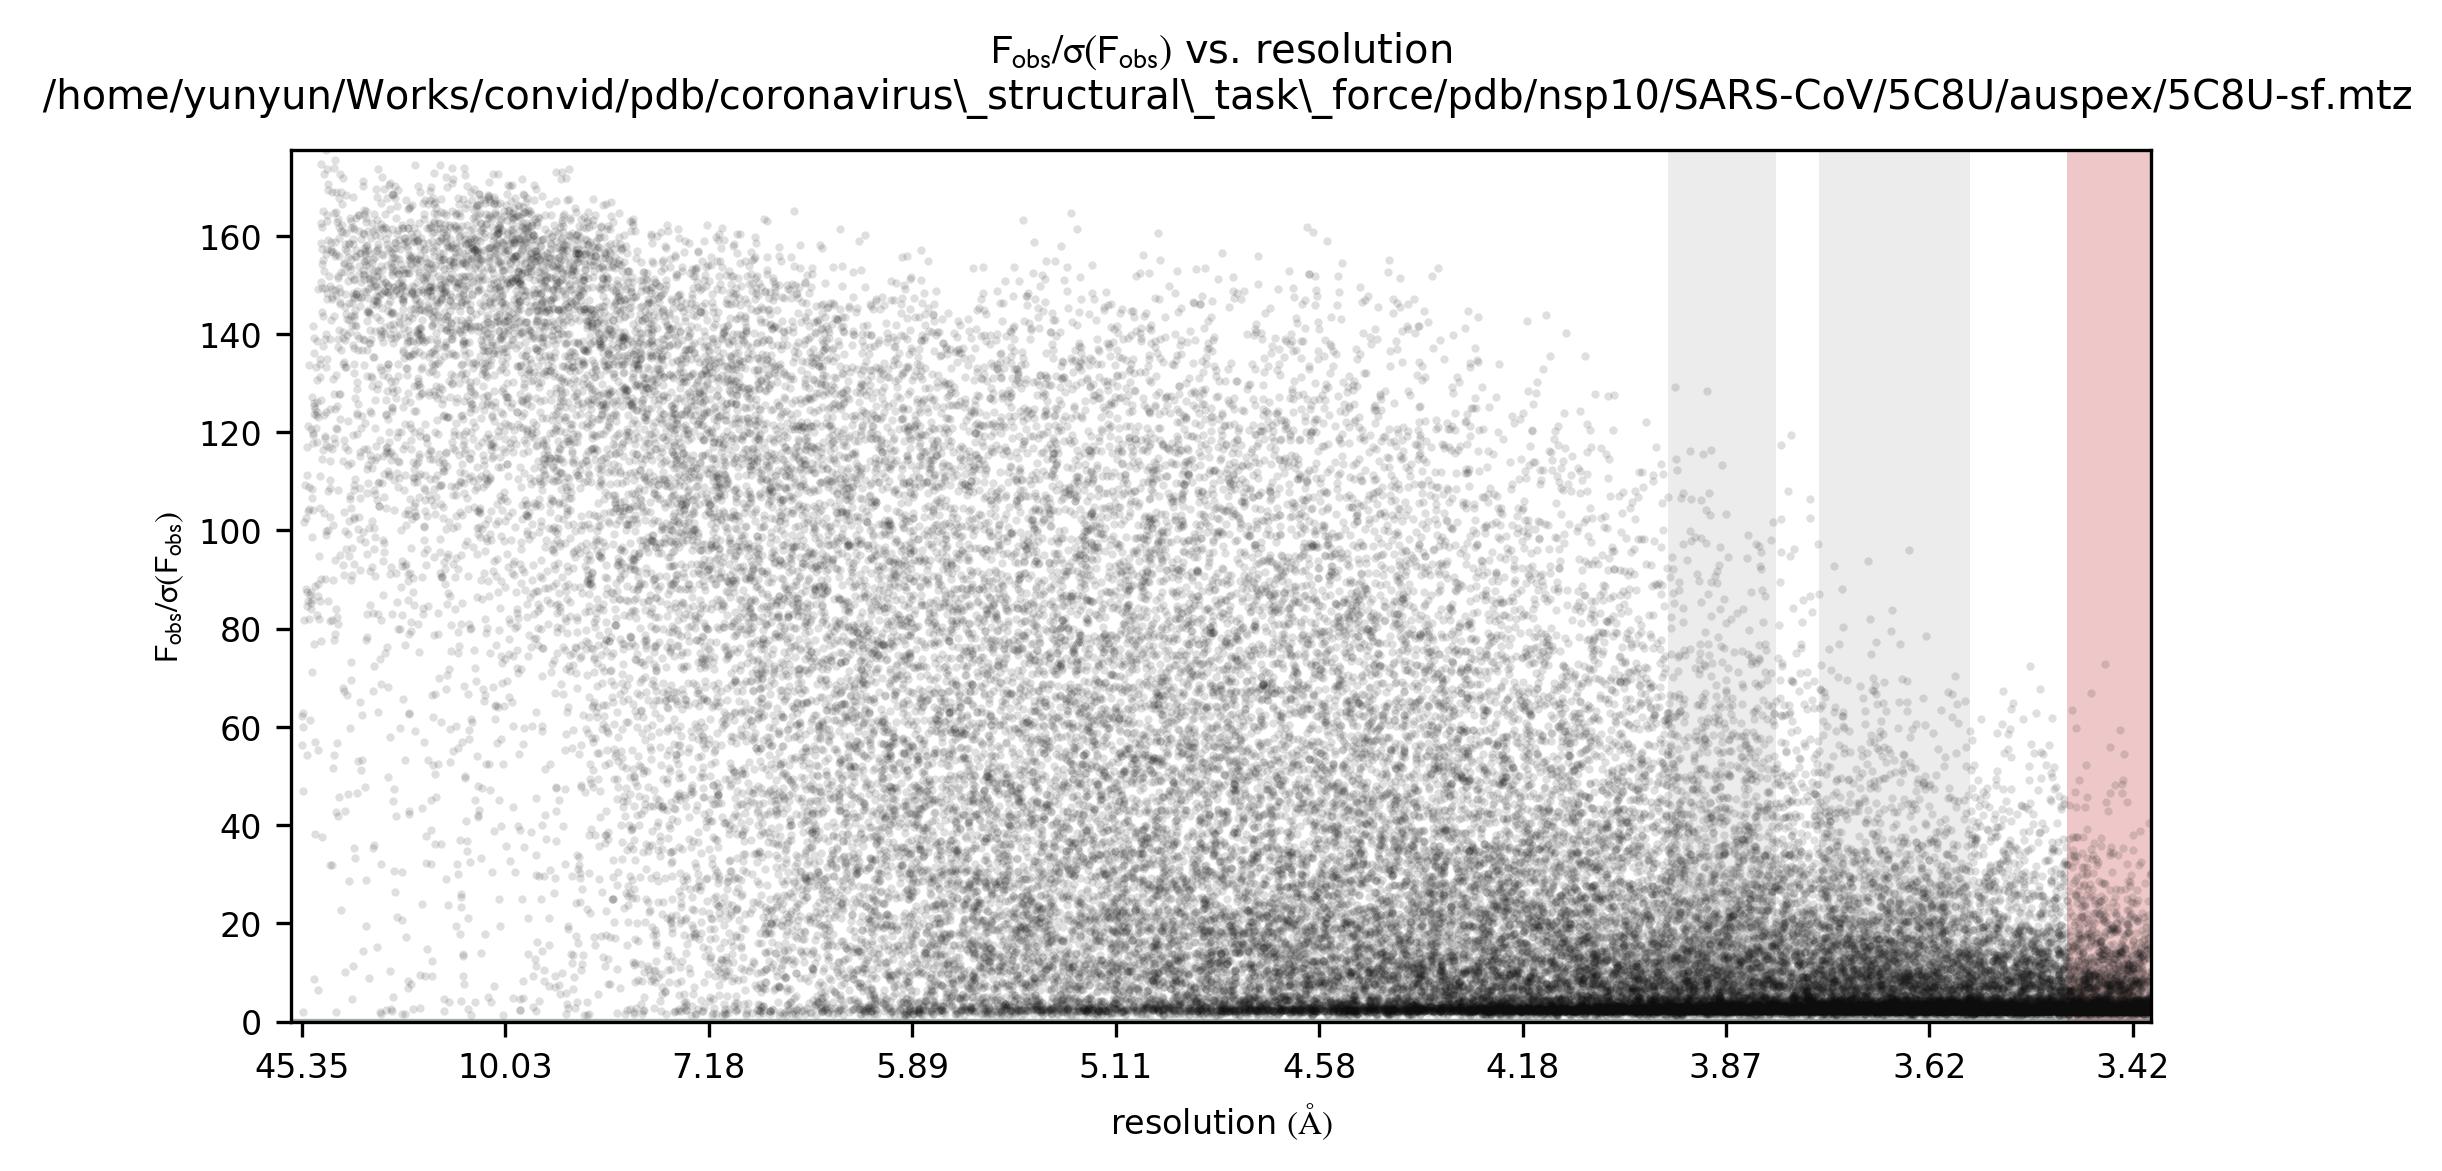 Fobs/σ(Fobs) vs. resolution
/home/yunyun/Works/convid/pdb/coronavirus\_structural\_task\_force/pdb/nsp10/SARS-CoV/5C8U/auspex/5C8U-sf.mtz
Fobs/σ(Fobs)
160
140
120
100
80
60
40
20
0
45.35 10.03 7.18 5.89 5.11 4.58 4.18 3.87 3.62 3.42
resolution (Å)